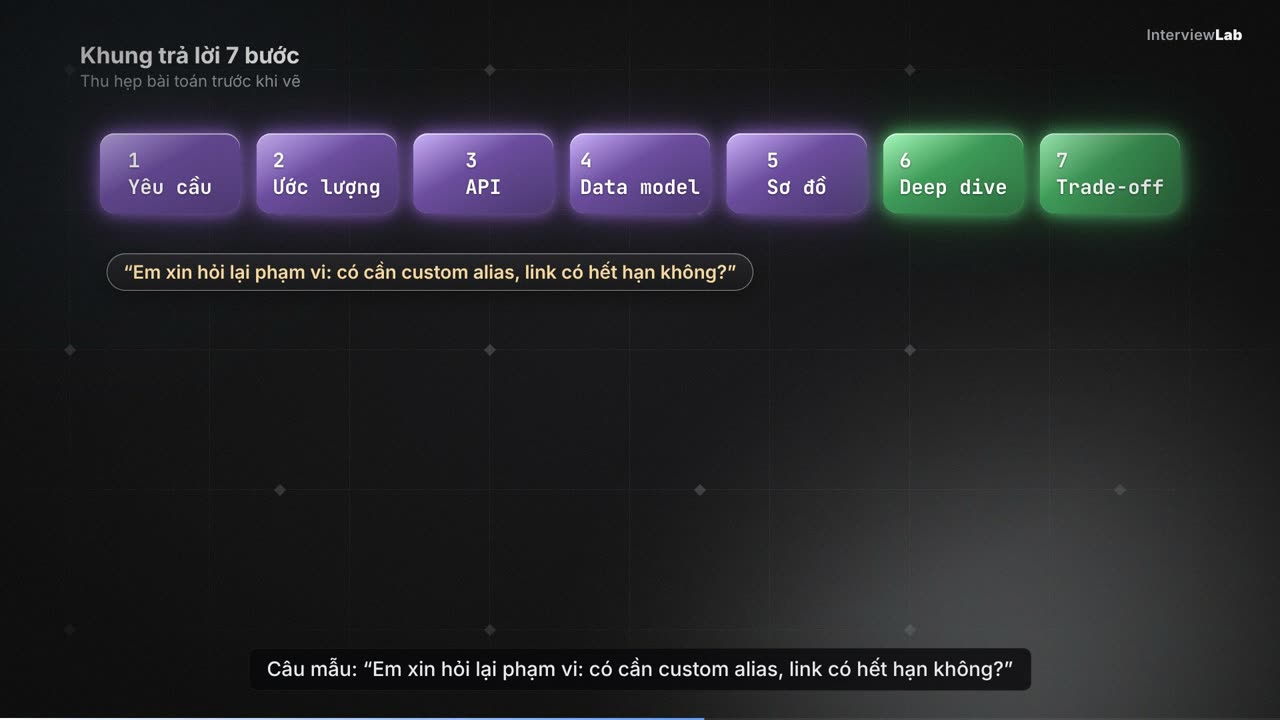 InterviewLab
Khung trả lời 7 bước
Thu hẹp bài toán trước khi vẽ
1
Yêu cầu
2
Ước lượng
3
API
4
Data model
5
Sơ đồ
6
Deep dive
7
Trade-off
“Em xin hỏi lại phạm vi: có cần custom alias, link có hết hạn không?”
Câu mẫu: “Em xin hỏi lại phạm vi: có cần custom alias, link có hết hạn không?”